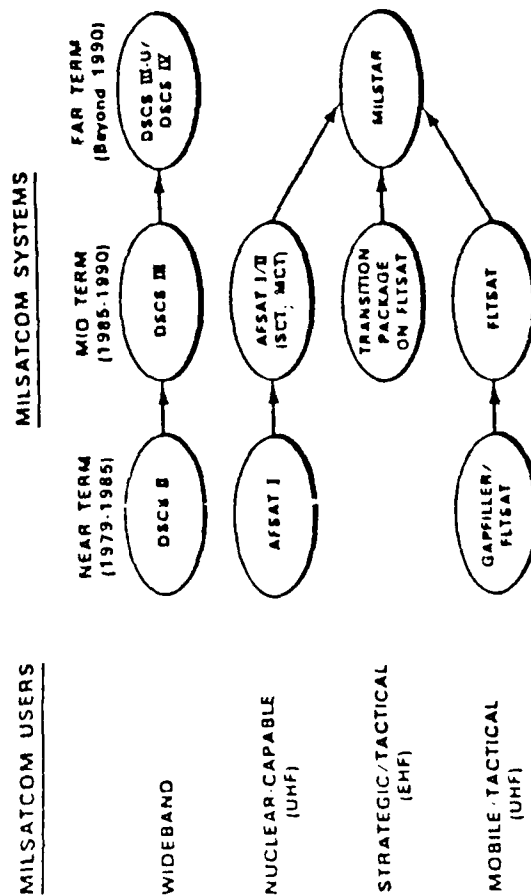 MILSATCOM USERS
MILSATCOM SYSTEMS
NEAR TERM
(1979-1985)
MID TERM
(1985-1990)
FAR TERM
(Beyond 1990)
WIDEBAND
DSCS II
DSCS III
DSCS III-U/
DSCS IV
NUCLEAR-CAPABLE
(UHF)
AFSAT I
AFSAT I/II
(SCT, MCT)
STRATEGIC/TACTICAL
(EHF)
TRANSITION
PACKAGE
ON FLTSAT
MILSTAR
MOBILE-TACTICAL
(UHF)
GAPFILLER/
FLTSAT
FLTSAT